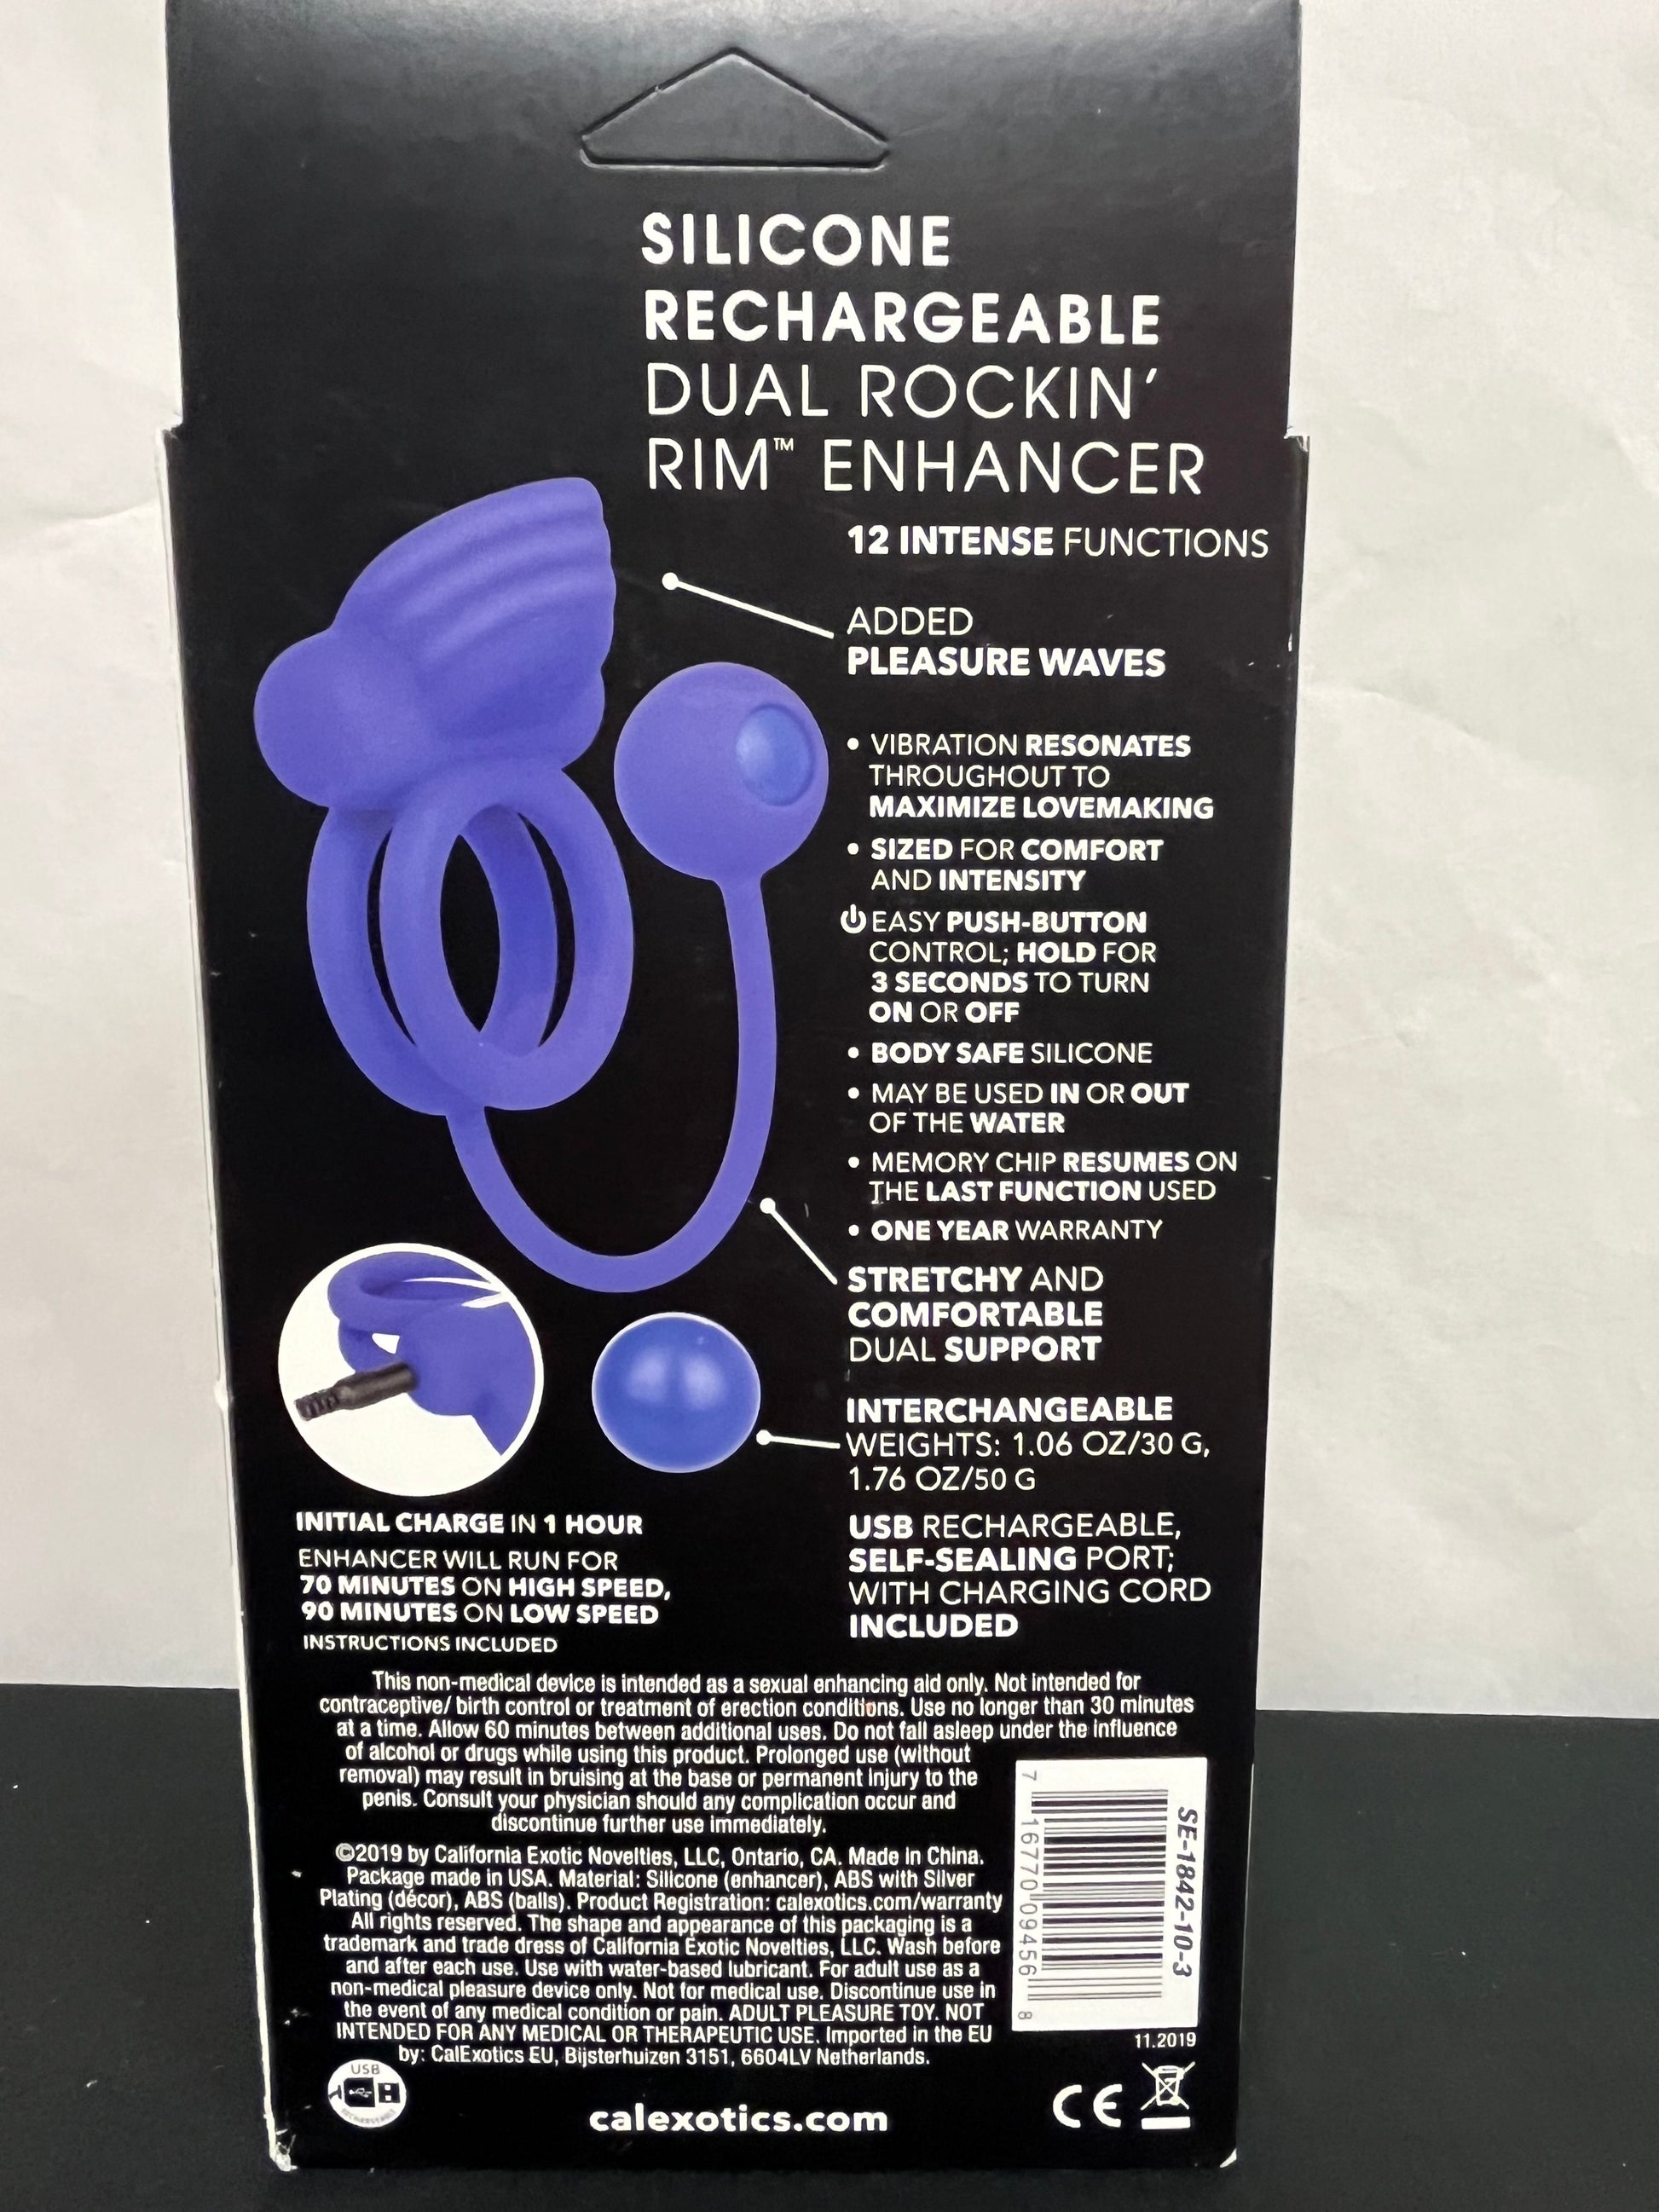 SILICONE
RECHARGEABLE
DUAL ROCKIN'
RIM™ ENHANCER
12 INTENSE FUNCTIONS
ADDED
PLEASURE WAVES
• VIBRATION RESONATES
THROUGHOUT TO
MAXIMIZE LOVEMAKING
• SIZED FOR COMFORT
AND INTENSITY
EASY PUSH-BUTTON
CONTROL; HOLD FOR
3 SECONDS TO TURN
ON OR OFF
• BODY SAFE SILICONE
• MAY BE USED IN OR OUT
OF THE WATER
• MEMORY CHIP RESUMES ON
THE LAST FUNCTION USED
• ONE YEAR WARRANTY
STRETCHY AND
COMFORTABLE
DUAL SUPPORT
INTERCHANGEABLE
WEIGHTS: 1.06 OZ/30 G,
1.76 OZ/50 G
USB RECHARGEABLE,
SELF-SEALING PORT;
WITH CHARGING CORD
INCLUDED
INITIAL CHARGE IN 1 HOUR
ENHANCER WILL RUN FOR
70 MINUTES ON HIGH SPEED,
90 MINUTES ON LOW SPEED
INSTRUCTIONS INCLUDED
This non-medical device is intended as a sexual enhancing aid only. Not intended for
contraceptive/ birth control or treatment of erection conditions. Use no longer than 30 minutes
at a time. Allow 60 minutes between additional uses. Do not fall asleep under the influence
of alcohol or drugs while using this product. Prolonged use (without
removal) may result in bruising at the base or permanent injury to the
penis. Consult your physician should any complication occur and
discontinue further use immediately.
©2019 by California Exotic Novelties, LLC, Ontario, CA. Made in China.
Package made in USA. Material: Silicone (enhancer), ABS with Silver
Plating (décor), ABS (balls). Product Registration: calexotics.com/warranty
All rights reserved. The shape and appearance of this packaging is a
trademark and trade dress of California Exotic Novelties, LLC. Wash before
and after each use. Use with water-based lubricant. For adult use as a
non-medical pleasure device only. Not for medical use. Discontinue use in
the event of any medical condition or pain. ADULT PLEASURE TOY. NOT
INTENDED FOR ANY MEDICAL OR THERAPEUTIC USE. Imported in the EU
by: CalExotics EU, Bijsterhuizen 3151, 6604LV Netherlands.
SE-1842-10-3
7 16770 09456 8
11.2019
USB
RECHARGEABLE
calexotics.com
CE